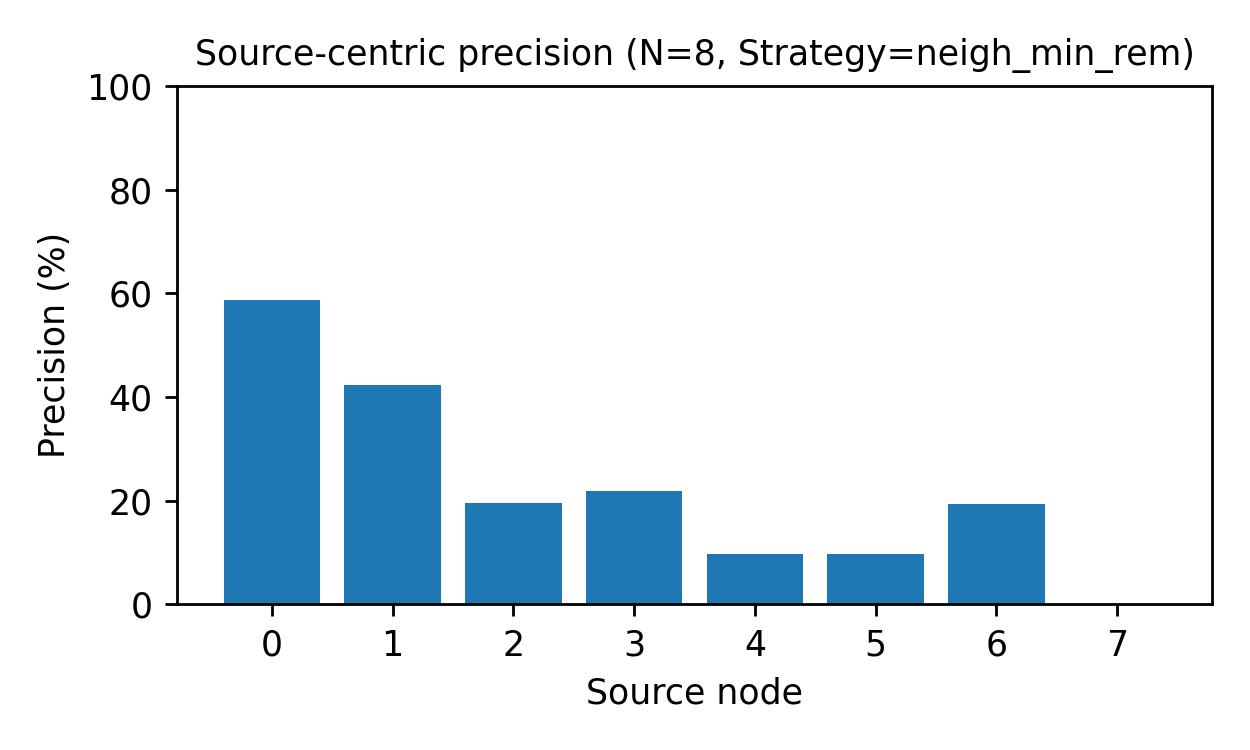 Source-centric precision (N=8, Strategy=neigh_min_rem)
100
80
60
40
20
0
Precision (%)
0 1 2 3 4 5 6 7
Source node